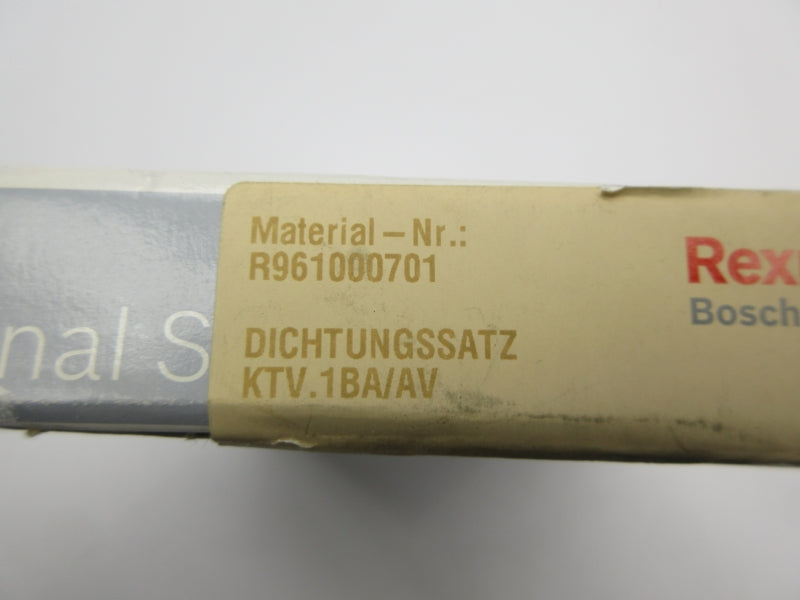 Material – Nr.:
R961000701
DICHTUNGSSATZ
KTV.1BA/AV
Rex
Bosch
nal S